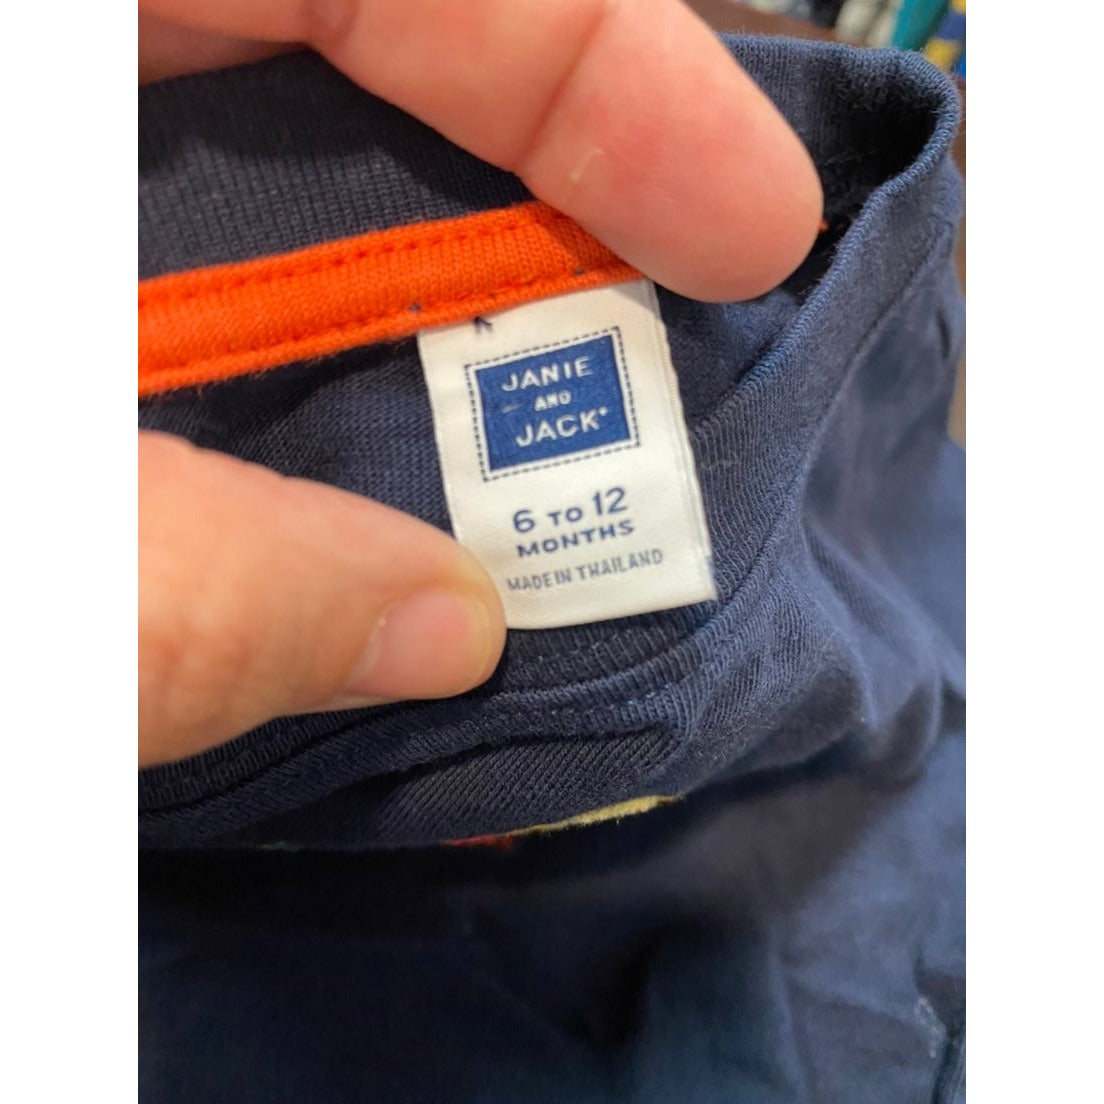 JANIE
AND
JACK
6 TO 12
MONTHS
MADE IN THAILAND